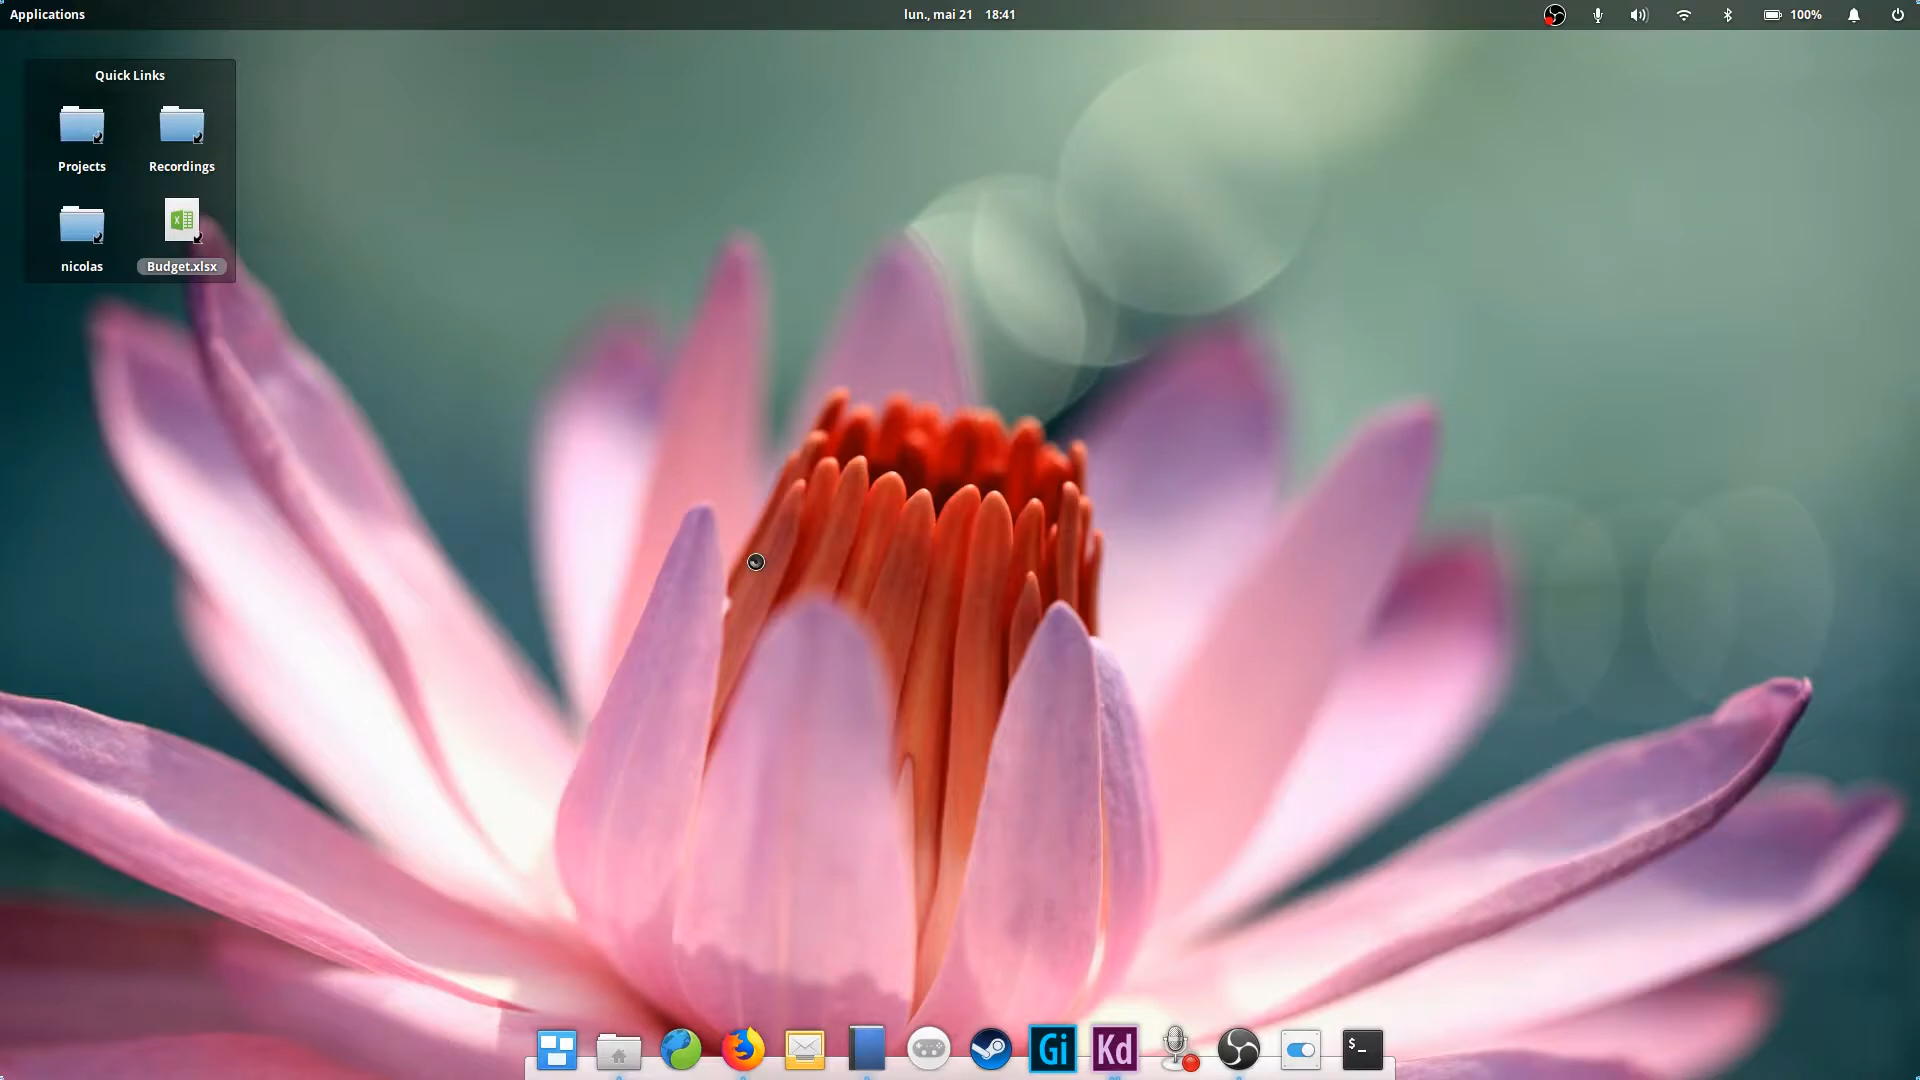 Applications
lun., mai 21 18:41
100%
Quick Links
Projects
Recordings
nicolas
Budget.xlsx
Gi
Kd
$_